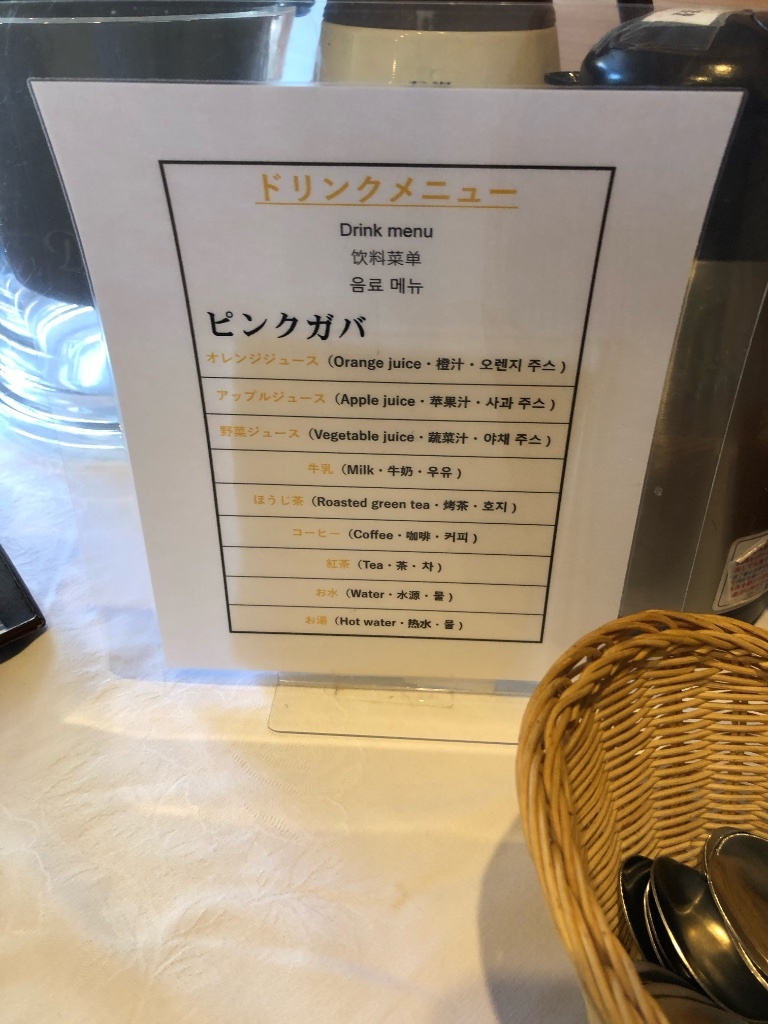 ドリンクメニュー
Drink menu
饮料菜单
음료 메뉴
ピンクガバ
オレンジジュース（Orange juice・橙汁・오렌지 주스 )
アップルジュース（Apple juice・苹果汁・사과 주스 )
野菜ジュース（Vegetable juice・蔬菜汁・야채 주스 )
牛乳（Milk・牛奶・우유 )
ほうじ茶（Roasted green tea・烤茶・호지 )
コーヒー（Coffee・咖啡・커피 )
紅茶（Tea・茶・차 )
お水（Water・水源・물 )
お湯（Hot water・热水・물 )